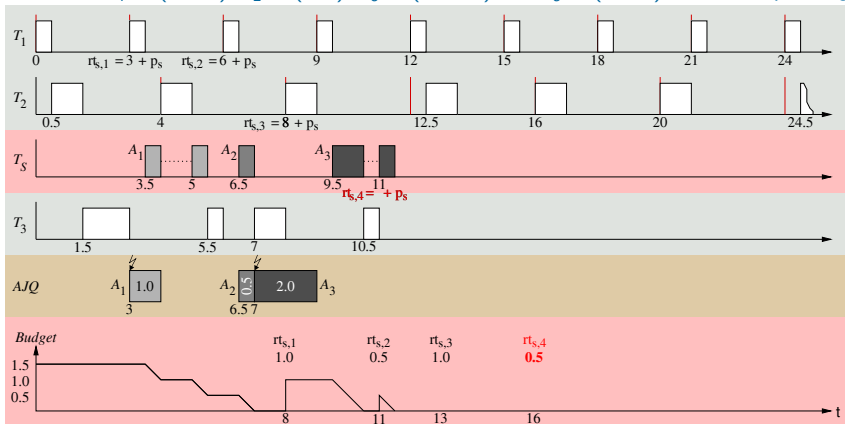 T1
0 3 6 9 12 15 18 21 24
rts,1 = 3 + ps rts,2 = 6 + ps
T2
0.5 4 8 12.5 16 20 24.5
rts,3 = 8 + ps
TS
A1 A2 A3
3.5 5 6.5 9.5 11
rts,4 = + ps
T3
1.5 5.5 7 10.5
AJQ
A1 1.0 A2 0.5 2.0 A3
3 6.5 7
Budget
rts,1 rts,2 rts,3 rts,4
1.0 0.5 1.0 0.5
1.5
1.0
0.5
8 11 13 16 t